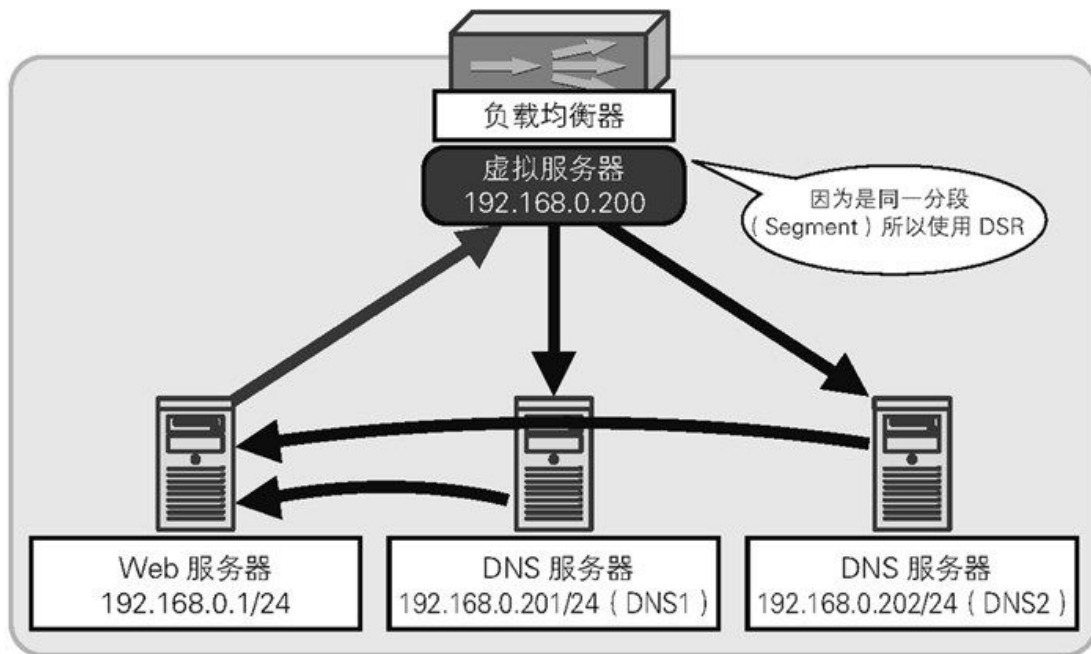 负载均衡器
虚拟服务器
192.168.0.200
因为是同一分段
（Segment）所以使用 DSR
Web 服务器
192.168.0.1/24
DNS 服务器
192.168.0.201/24（DNS1）
DNS 服务器
192.168.0.202/24（DNS2）